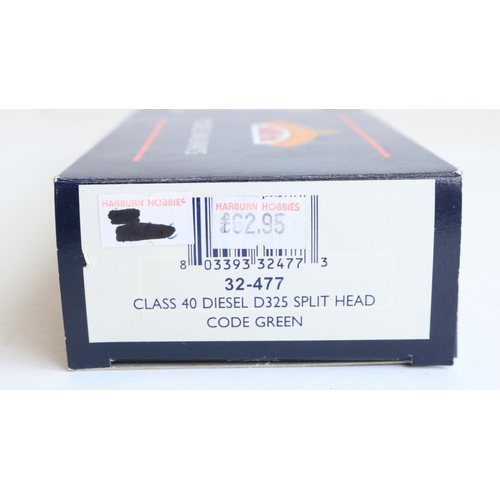 HARBURN HOBBIES
HARBURN HOBBIES
£62.95
8 03393 32477 3
32-477
CLASS 40 DIESEL D325 SPLIT HEAD
CODE GREEN